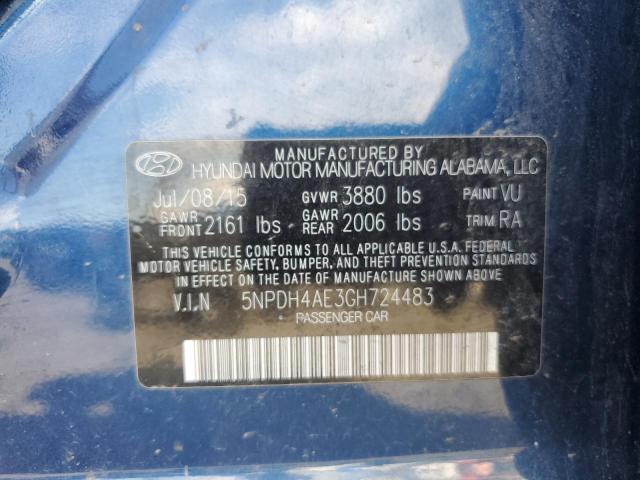 MANUFACTURED BY
HYUNDAI MOTOR MANUFACTURING ALABAMA, LLC
Jul/08/15 GVWR 3880 lbs PAINT VU
GAWR FRONT 2161 lbs GAWR REAR 2006 lbs TRIM RA
THIS VEHICLE CONFORMS TO ALL APPLICABLE U.S.A. FEDERAL
MOTOR VEHICLE SAFETY, BUMPER, AND THEFT PREVENTION STANDARDS
IN EFFECT ON THE DATE OF MANUFACTURE SHOWN ABOVE.
V.I.N 5NPDH4AE3GH724483
PASSENGER CAR